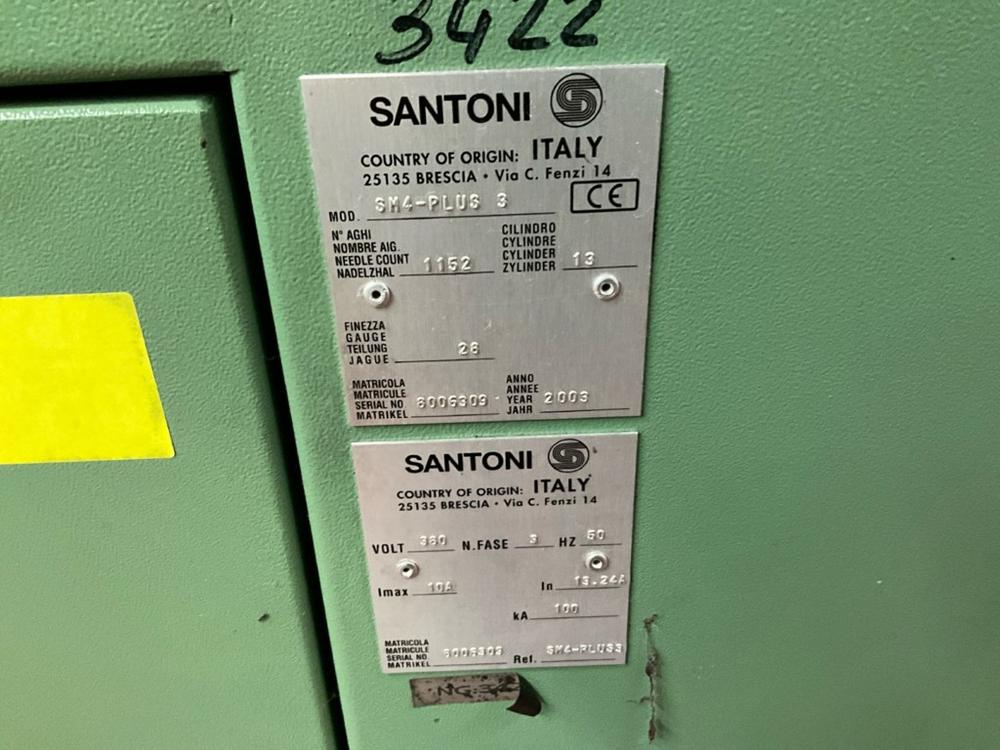 3422
SANTONI
COUNTRY OF ORIGIN: ITALY
25135 BRESCIA • Via C. Fenzi 14
CE
MOD. SM4-PLUS 3
N° AGHI
NOMBRE AIG.
NEEDLE COUNT
NADELZHAL 1152
CILINDRO
CYLINDRE
CYLINDER
ZYLINDER 13
FINEZZA
GAUGE
TEILUNG
JAGUE 28
MATRICOLA
MATRICULE
SERIAL NO
MATRIKEL 6006309
ANNO
ANNEE
YEAR
JAHR 2003
SANTONI
COUNTRY OF ORIGIN: ITALY
25135 BRESCIA • Via C. Fenzi 14
VOLT 380 N.FASE 3 HZ 50
Imax 10A In 13.24A
kA 100
MATRICOLA
MATRICULE
SERIAL NO.
MATRIKEL 6006309 Ref. SM4-PLUS3